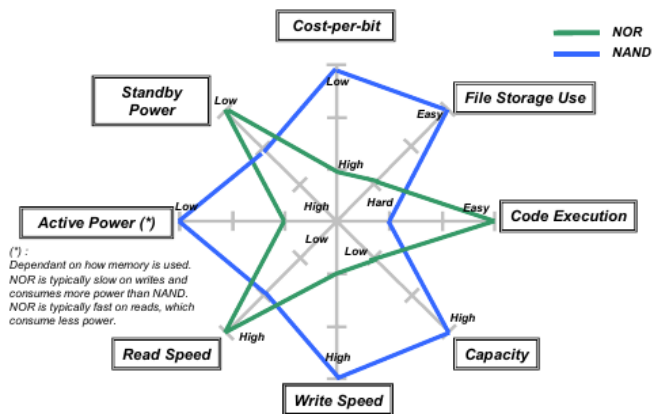 Cost-per-bit
NOR
NAND
Standby
Power
Low
Low
Easy
File Storage Use
High
Active Power (*)
Low
High
Hard
Easy
Code Execution
(*) :
Dependant on how memory is used.
NOR is typically slow on writes and
consumes more power than NAND.
NOR is typically fast on reads, which
consume less power.
Low
Low
Read Speed
High
High
High
Capacity
Write Speed